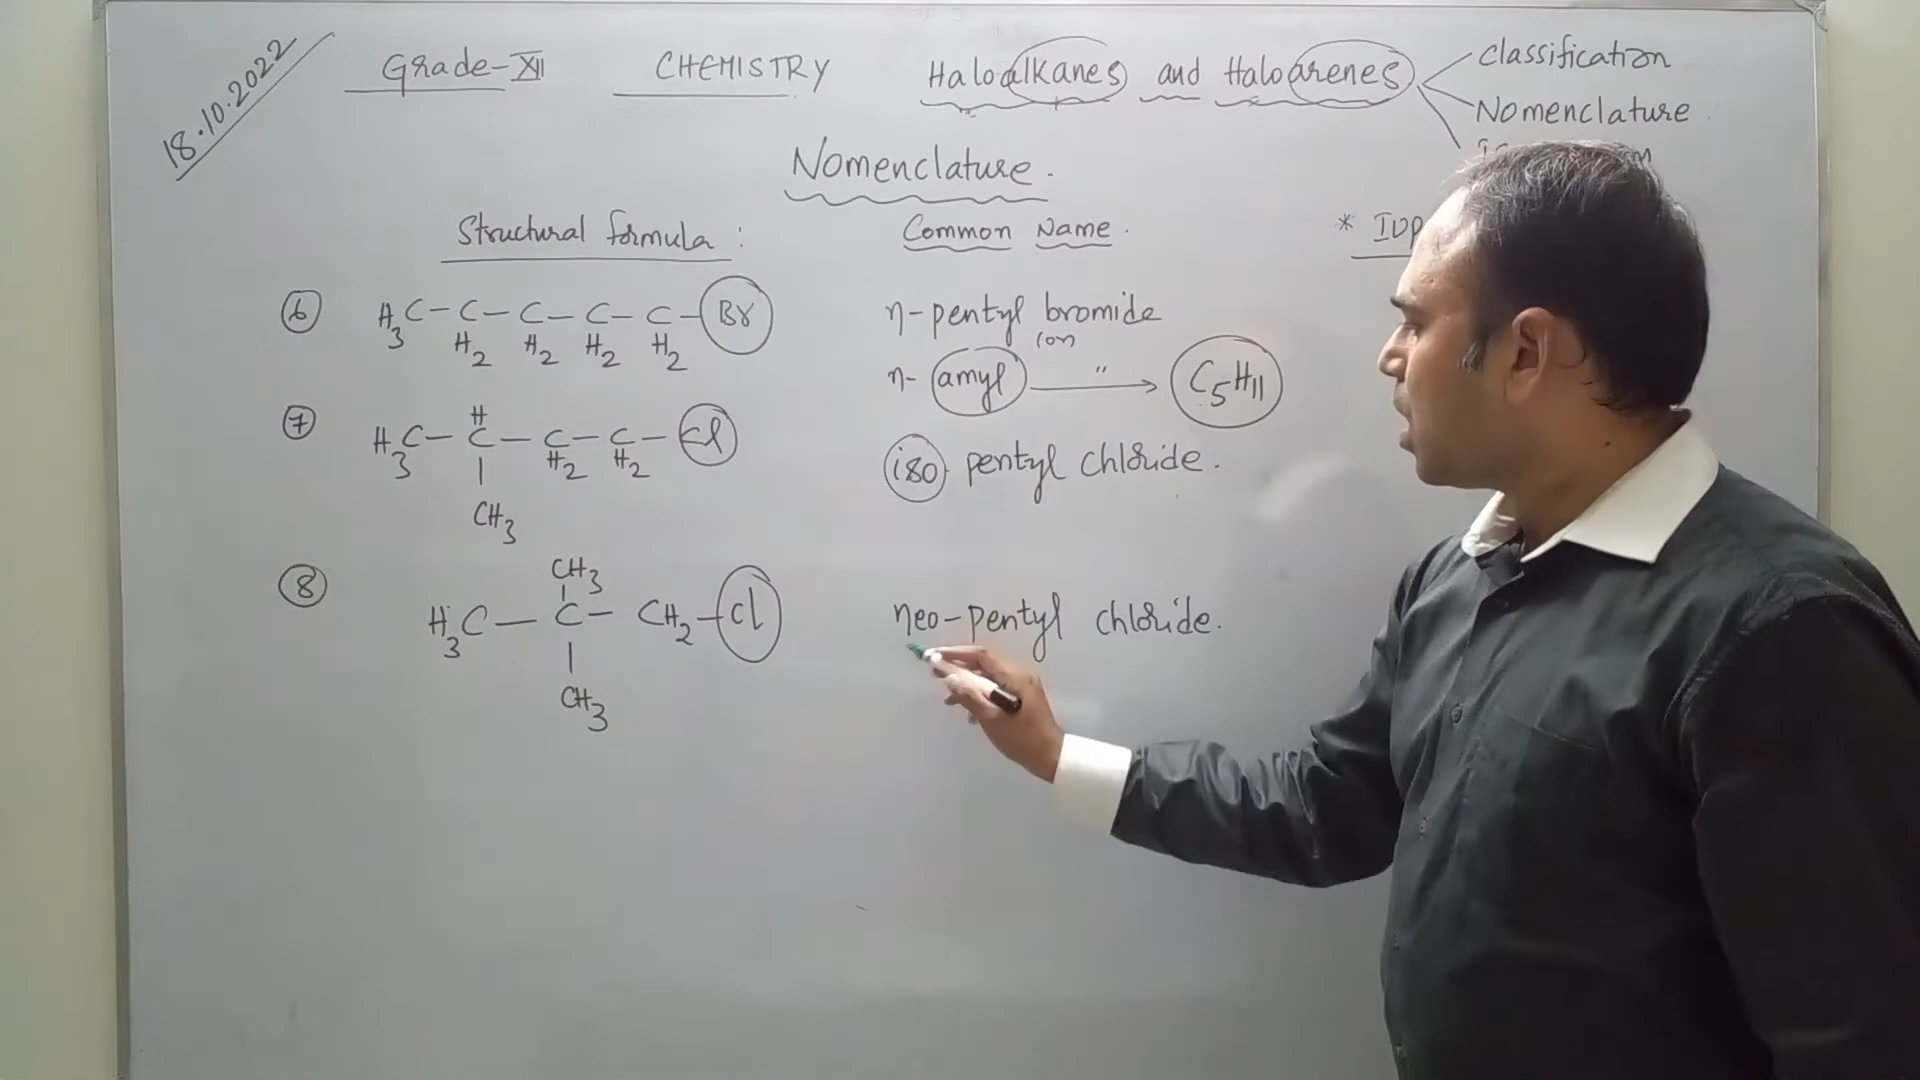 18.10.2022
Grade-XII CHEMISTRY Haloalkanes and Haloarenes
Classification
Nomenclature
Nomenclature.
Structural formula : Common Name. * IUP
6 H3C-C-C-C-C-Br
H2 H2 H2 H2
n-pentyl bromide
(or)
n-amyl " C5H11
7 H
H3C-C-C-C-Cl
H2 H2
CH3
iso pentyl chloride.
8 CH3
H3C-C-CH2-Cl
CH3
neo-pentyl chloride.